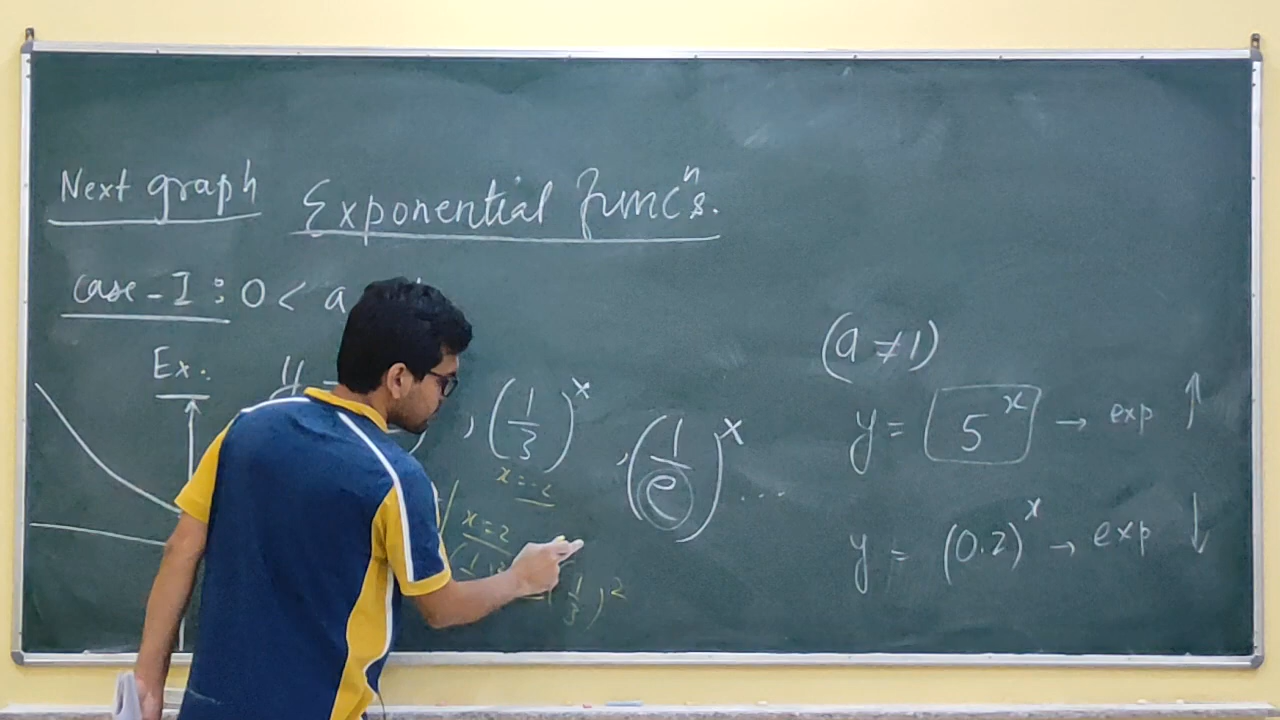 Next graph
Exponential funcⁿs.
Case-I : 0 < a
Ex. : y = , (1/3)ˣ , (1/e)ˣ ...
x = -2
x = 2
(1/3)²
(a ≠ 1)
y = 5ˣ → exp ↑
y = (0.2)ˣ → exp ↓